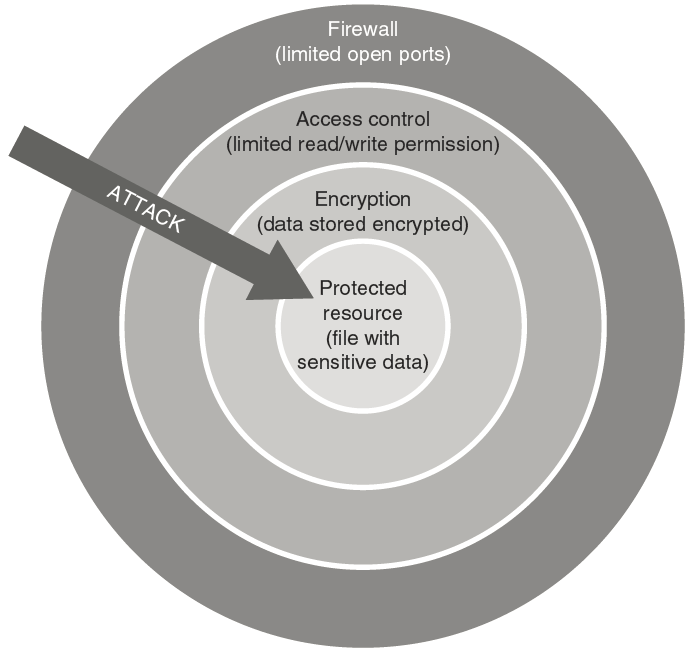 Firewall
(limited open ports)
Access control
(limited read/write permission)
ATTACK
Encryption
(data stored encrypted)
Protected
resource
(file with
sensitive data)